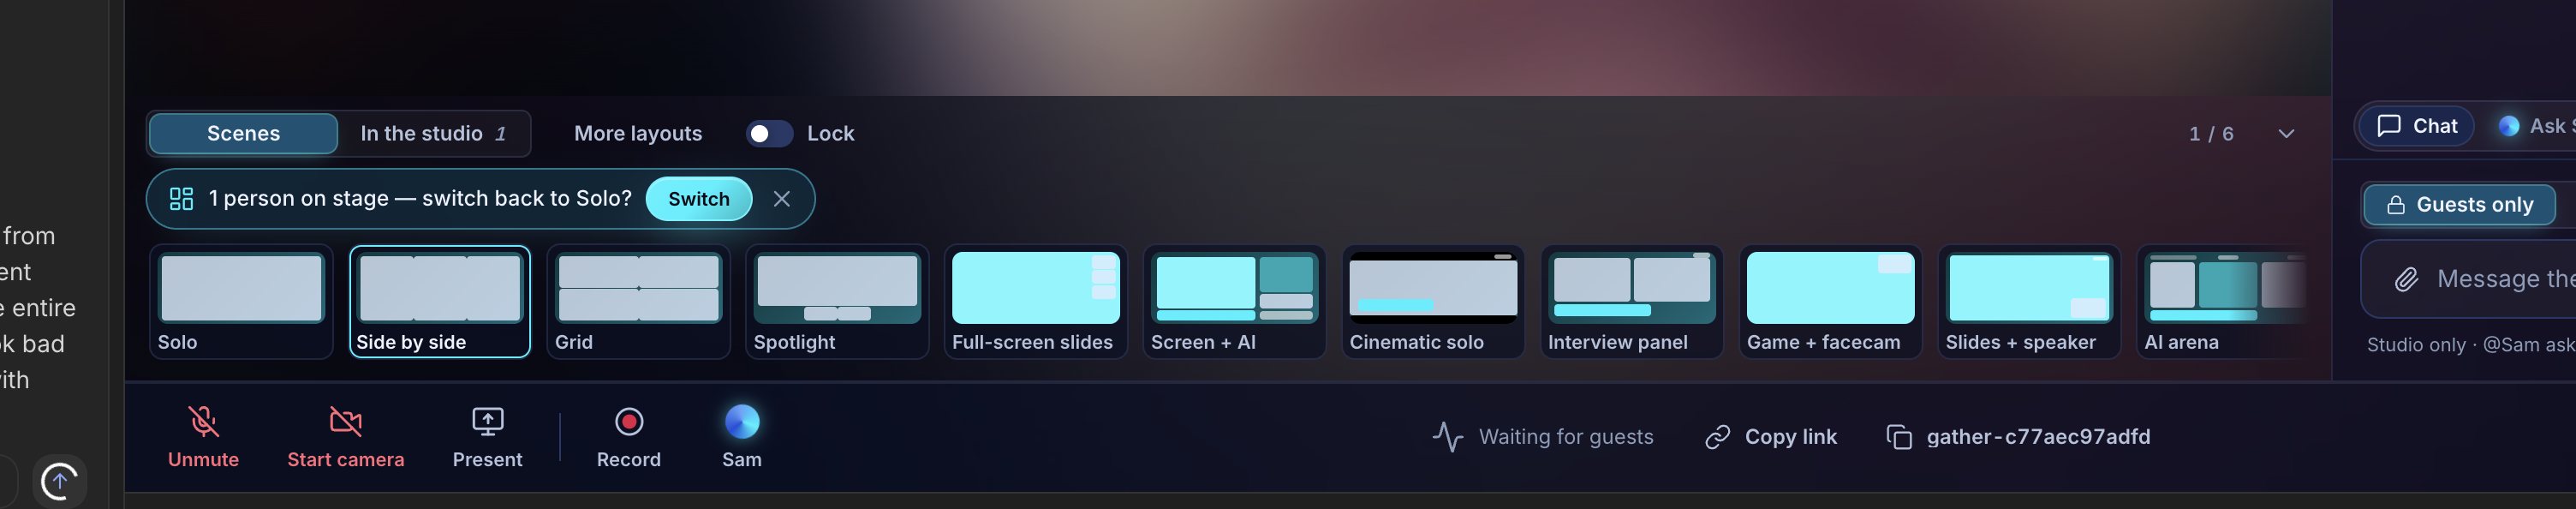 from
ent
e entire
ok bad
with
Scenes
In the studio 1
More layouts
Lock
1 / 6
1 person on stage — switch back to Solo?
Switch
Solo
Side by side
Grid
Spotlight
Full-screen slides
Screen + AI
Cinematic solo
Interview panel
Game + facecam
Slides + speaker
AI arena
Unmute
Start camera
Present
Record
Sam
Waiting for guests
Copy link
gather-c77aec97adfd
Chat
Ask S
Guests only
Message the
Studio only · @Sam ask